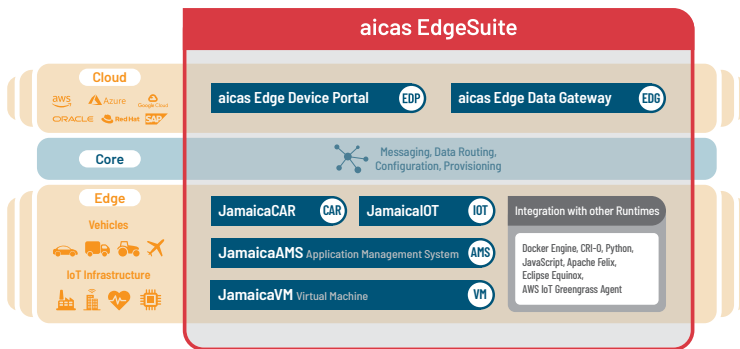 aicas EdgeSuite
Cloud
aws
Azure
Google Cloud
ORACLE
Red Hat
SAP
aicas Edge Device Portal EDP
aicas Edge Data Gateway EDG
Core
Messaging, Data Routing,
Configuration, Provisioning
Edge
Vehicles
IoT Infrastructure
JamaicaCAR CAR
JamaicaIOT IOT
JamaicaAMS Application Management System AMS
JamaicaVM Virtual Machine VM
Integration with other Runtimes
Docker Engine, CRI-O, Python,
JavaScript, Apache Felix,
Eclipse Equinox,
AWS IoT Greengrass Agent